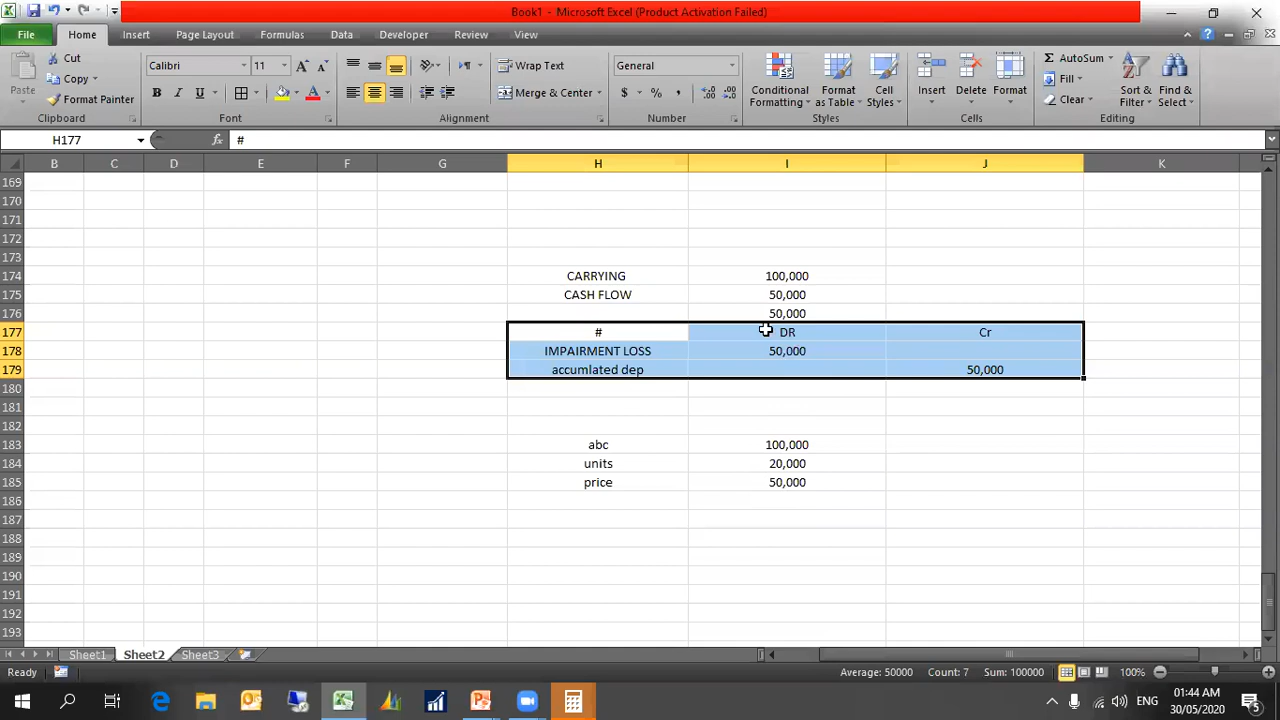 Book1 - Microsoft Excel (Product Activation Failed)
File Home Insert Page Layout Formulas Data Developer Review View
Paste
Cut
Copy
Format Painter
Clipboard
Calibri 11 A A
B I U A
Font
Wrap Text
Merge & Center
Alignment
General
$ % ,
Number
Conditional Formatting
Format as Table
Cell Styles
Styles
Insert Delete Format
Cells
Σ AutoSum
Fill
Clear
Sort & Filter
Find & Select
Editing
H177 fx #
B C D E F G H I J K
169
170
171
172
173
174 CARRYING 100,000
175 CASH FLOW 50,000
176 50,000
177 # DR Cr
178 IMPAIRMENT LOSS 50,000
179 accumlated dep 50,000
180
181
182
183 abc 100,000
184 units 20,000
185 price 50,000
186
187
188
189
190
191
192
193
Sheet1 Sheet2 Sheet3
Ready Average: 50000 Count: 7 Sum: 100000 100%
ENG 01:44 AM
30/05/2020 5